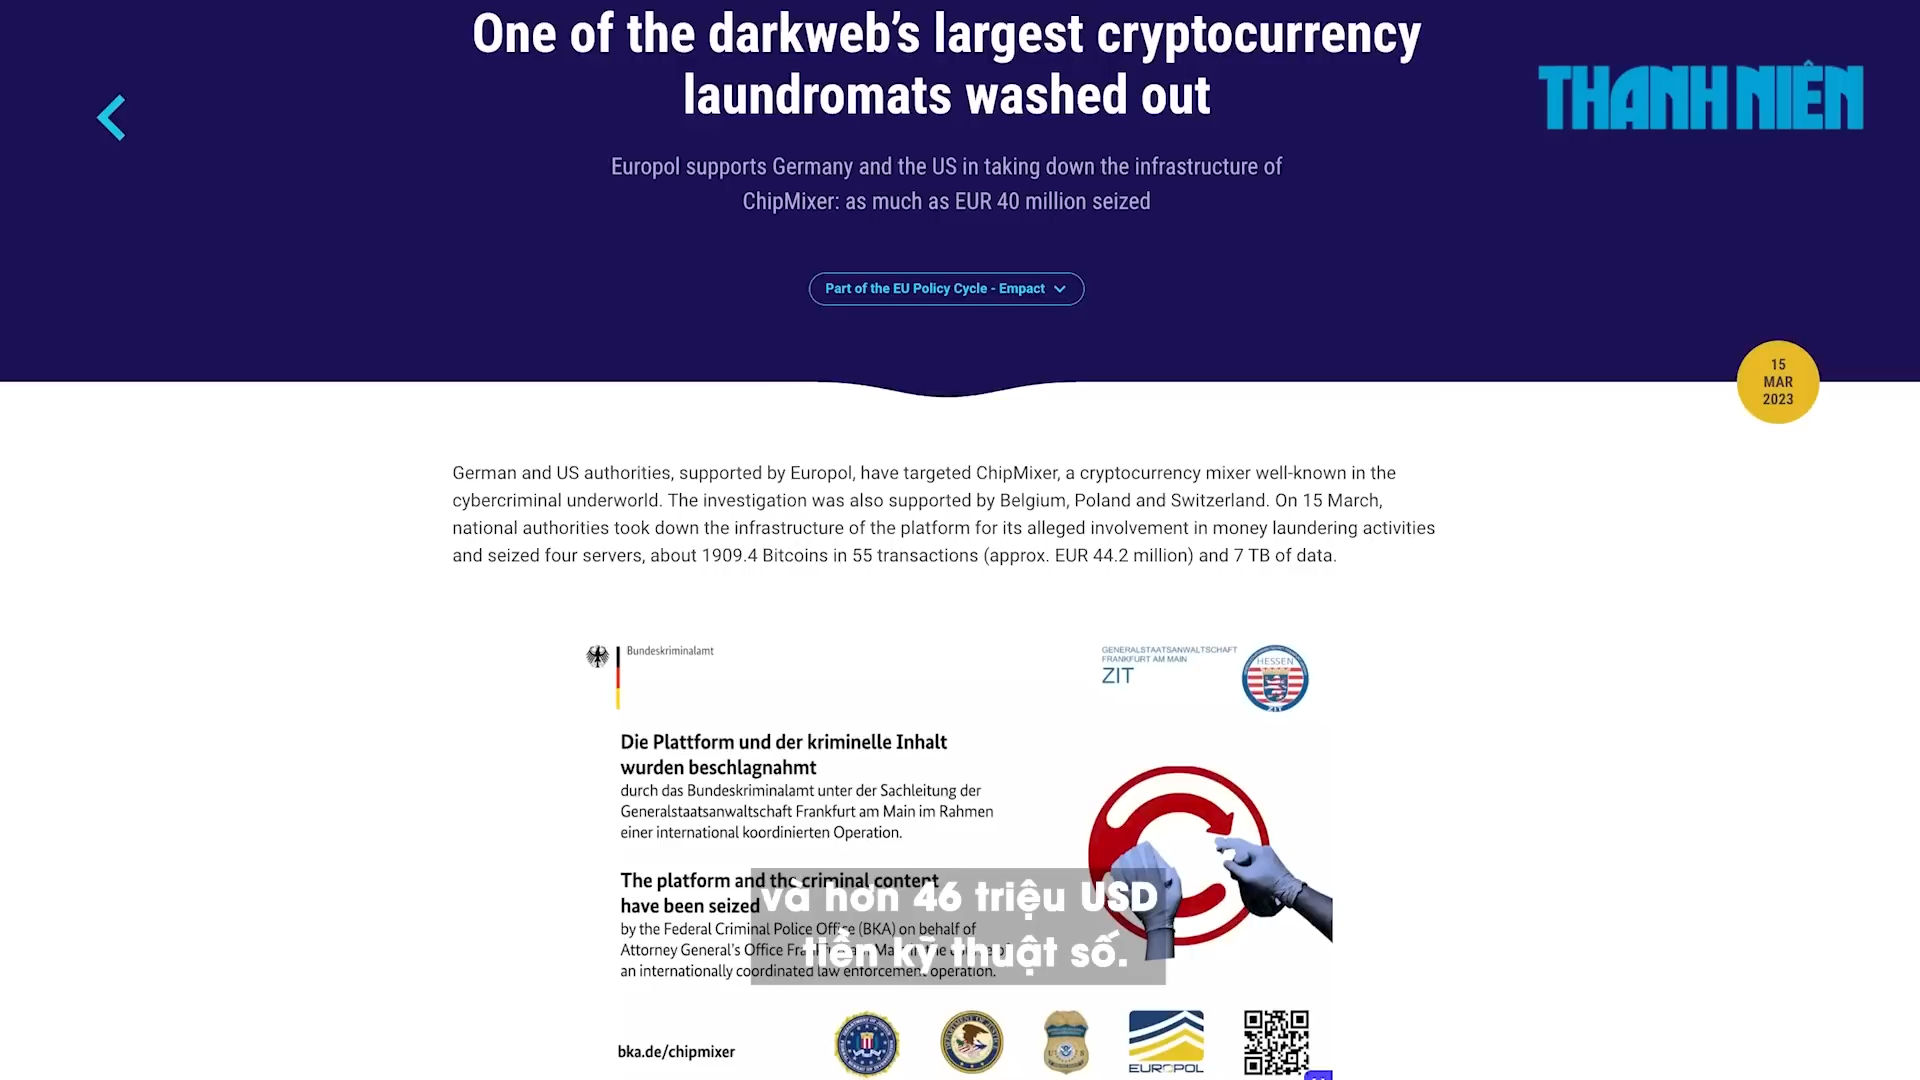 One of the darkweb’s largest cryptocurrency
laundromats washed out
THANH NIÊN
Europol supports Germany and the US in taking down the infrastructure of
ChipMixer: as much as EUR 40 million seized
Part of the EU Policy Cycle - Empact
15
MAR
2023
German and US authorities, supported by Europol, have targeted ChipMixer, a cryptocurrency mixer well-known in the
cybercriminal underworld. The investigation was also supported by Belgium, Poland and Switzerland. On 15 March,
national authorities took down the infrastructure of the platform for its alleged involvement in money laundering activities
and seized four servers, about 1909.4 Bitcoins in 55 transactions (approx. EUR 44.2 million) and 7 TB of data.
Bundeskriminalamt
GENERALSTAATSANWALTSCHAFT
FRANKFURT AM MAIN
ZIT
HESSEN
ZIT
Die Plattform und der kriminelle Inhalt
wurden beschlagnahmt
durch das Bundeskriminalamt unter der Sachleitung der
Generalstaatsanwaltschaft Frankfurt am Main im Rahmen
einer international koordinierten Operation.
The platform and the criminal content
have been seized
by the Federal Criminal Police Office (BKA) on behalf of
Attorney General's Office
an internationally coordinated law enforcement operation.
và hơn 46 triệu USD
tiền kỹ thuật số.
bka.de/chipmixer
EUROPOL